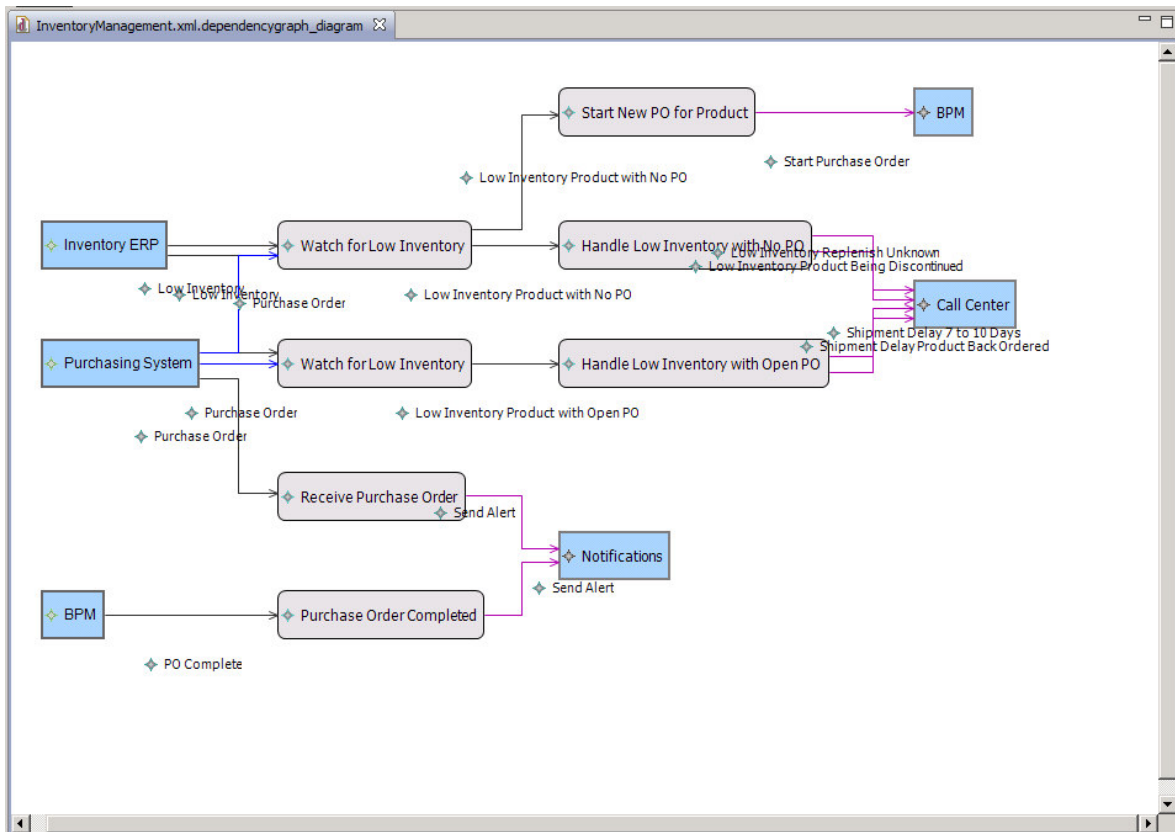 InventoryManagement.xml.dependencygraph_diagram
Start New PO for Product
BPM
Start Purchase Order
Low Inventory Product with No PO
Inventory ERP
Watch for Low Inventory
Handle Low Inventory with No PO
Low Inventory Replenish Unknown
Low Inventory Product Being Discontinued
Low Inventory
Low Inventory
Purchase Order
Low Inventory Product with No PO
Call Center
Shipment Delay 7 to 10 Days
Shipment Delay Product Back Ordered
Purchasing System
Watch for Low Inventory
Handle Low Inventory with Open PO
Purchase Order
Low Inventory Product with Open PO
Purchase Order
Receive Purchase Order
Send Alert
Notifications
Send Alert
BPM
Purchase Order Completed
PO Complete